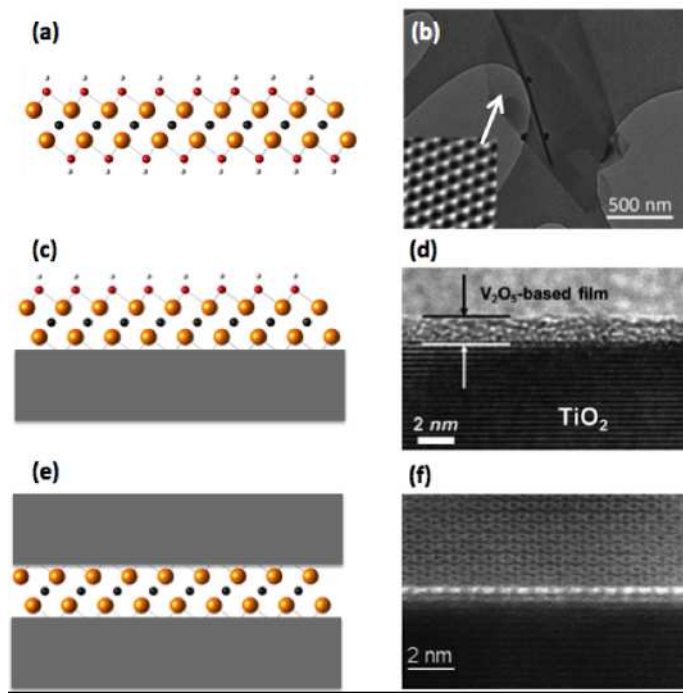 (a)
(b)
500 nm
(c)
(d)
V₂O₅-based film
TiO₂
2 nm
(e)
(f)
2 nm